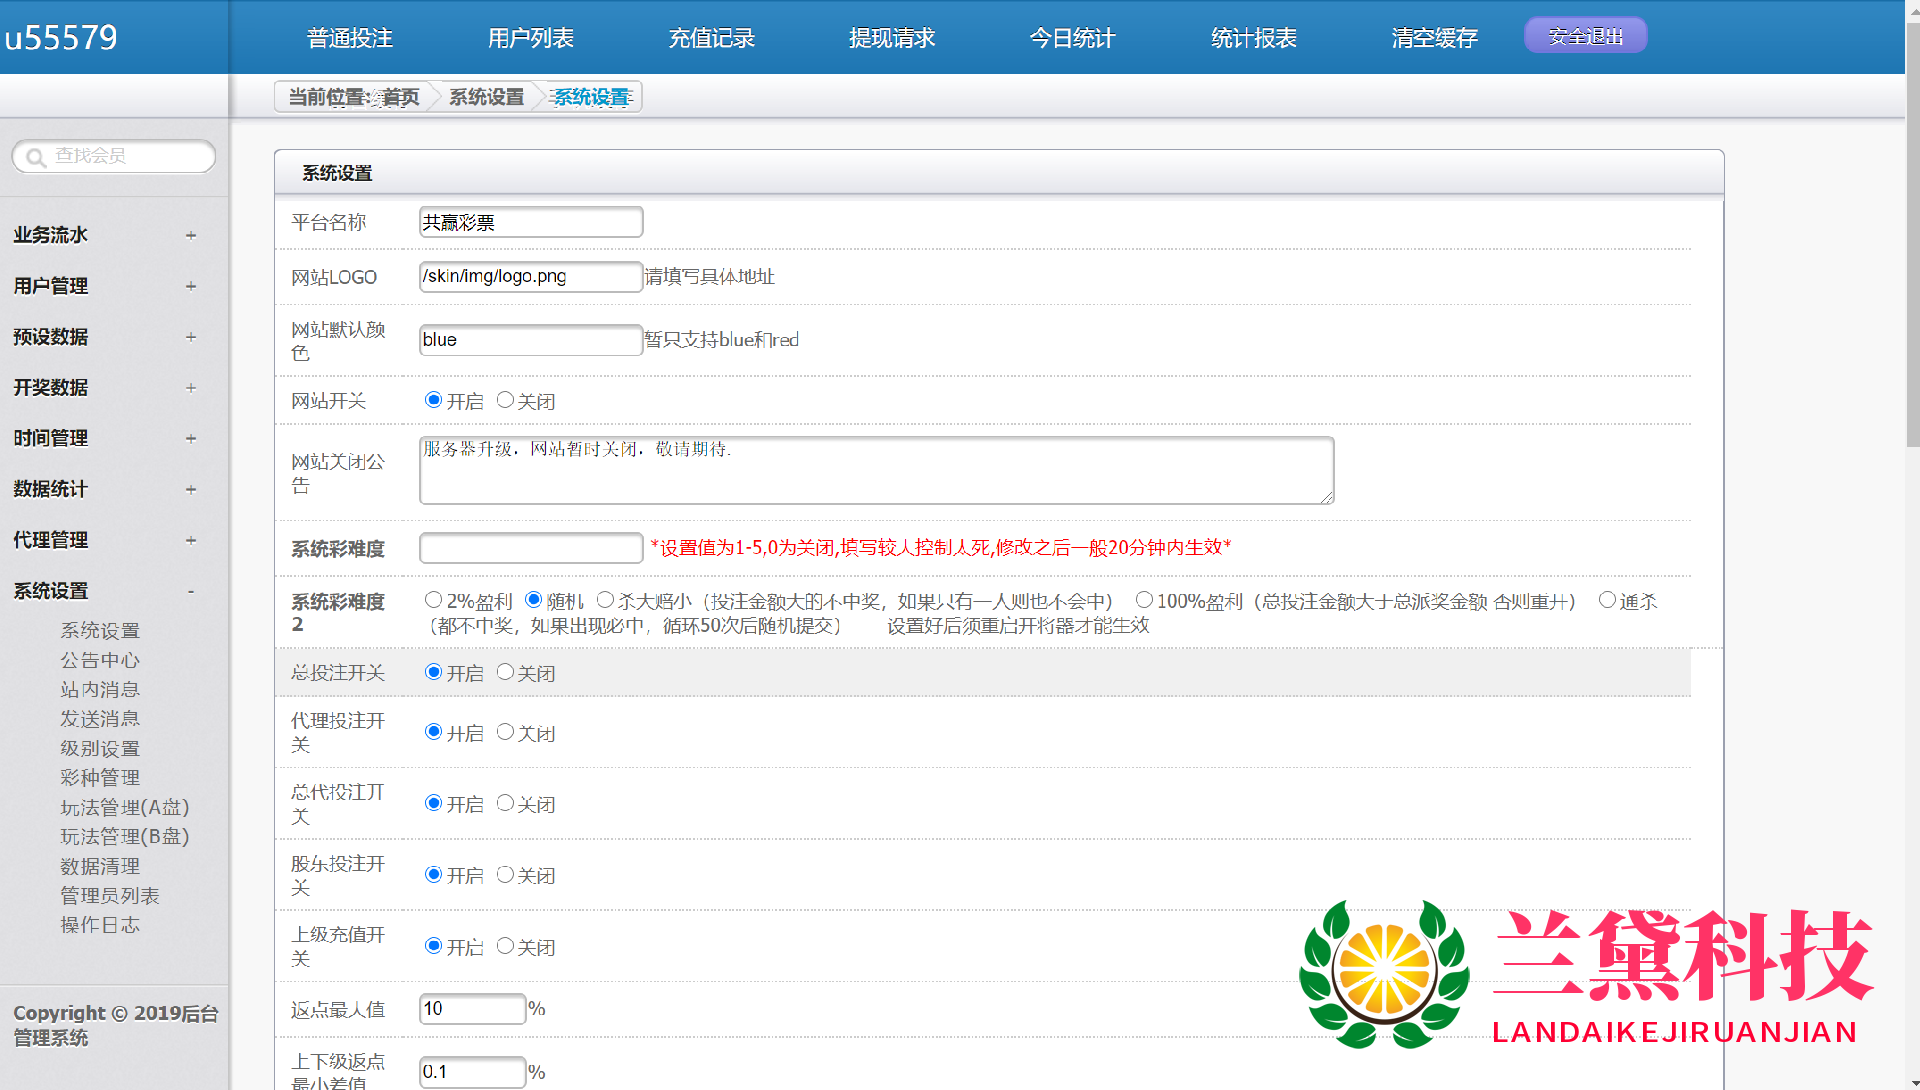 u55579
普通投注 用户列表 充值记录 提现请求 今日统计 统计报表 清空缓存 安全退出
当前位置: 首页 系统设置 系统设置
查找会员
业务流水 +
用户管理 +
预设数据 +
开奖数据 +
时间管理 +
数据统计 +
代理管理 +
系统设置 -
系统设置
公告中心
站内消息
发送消息
级别设置
彩种管理
玩法管理(A盘)
玩法管理(B盘)
数据清理
管理员列表
操作日志
Copyright © 2019后台
管理系统
系统设置
平台名称 共赢彩票
网站LOGO /skin/img/logo.png 请填写具体地址
网站默认颜
色 blue 暂只支持blue和red
网站开关 开启 关闭
网站关闭公
告 服务器升级，网站暂时关闭，敬请期待.
系统彩难度 *设置值为1-5,0为关闭,填写较大控制太死,修改之后一般20分钟内生效*
系统彩难度
2 2%盈利 随机 杀大赔小（投注金额大的不中奖，如果只有一人则也不会中） 100%盈利（总投注金额大于总派奖金额 否则重开） 通杀
（都不中奖，如果出现必中，循环50次后随机提交） 设置好后须重启开将器才能生效
总投注开关 开启 关闭
代理投注开
关 开启 关闭
总代投注开
关 开启 关闭
股东投注开
关 开启 关闭
上级充值开
关 开启 关闭
返点最大值 10 %
上下级返点
最小差值 0.1 %
兰黛科技
LANDAIKEJIRUANJIAN